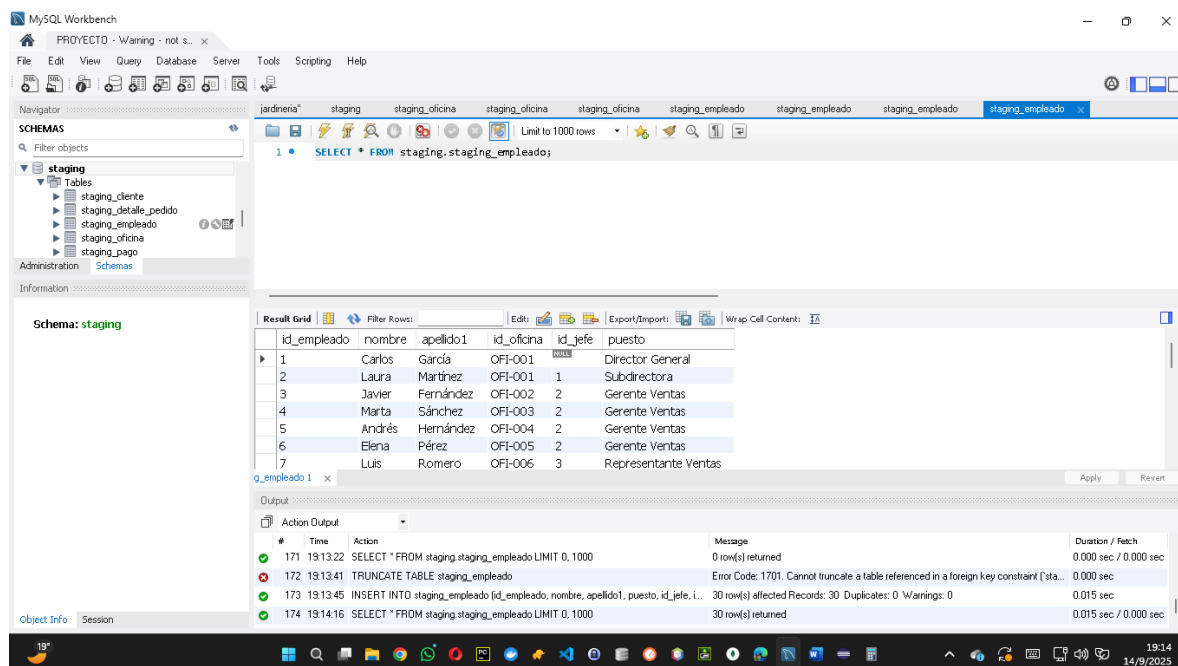 MySQL Workbench
PROYECTO - Warning - not s... ×
File Edit View Query Database Server Tools Scripting Help
Navigator
SCHEMAS
Filter objects
staging
Tables
staging_cliente
staging_detalle_pedido
staging_empleado
staging_oficina
staging_pago
Administration Schemas
Information
Schema: staging
Object Info Session
jardineria* staging staging_oficina staging_oficina staging_oficina staging_empleado staging_empleado staging_empleado staging_empleado ×
Limit to 1000 rows
1 SELECT * FROM staging.staging_empleado;
Result Grid Filter Rows: Edit: Export/Import: Wrap Cell Content:
id_empleado nombre apellido1 id_oficina id_jefe puesto
1 Carlos García OFI-001 NULL Director General
2 Laura Martínez OFI-001 1 Subdirectora
3 Javier Fernández OFI-002 2 Gerente Ventas
4 Marta Sánchez OFI-003 2 Gerente Ventas
5 Andrés Hernández OFI-004 2 Gerente Ventas
6 Elena Pérez OFI-005 2 Gerente Ventas
7 Luis Romero OFI-006 3 Representante Ventas
g_empleado 1 × Apply Revert
Output
Action Output
# Time Action Message Duration / Fetch
171 19:13:22 SELECT * FROM staging.staging_empleado LIMIT 0, 1000 0 row(s) returned 0.000 sec / 0.000 sec
172 19:13:41 TRUNCATE TABLE staging_empleado Error Code: 1701. Cannot truncate a table referenced in a foreign key constraint (`sta... 0.000 sec
173 19:13:45 INSERT INTO staging_empleado (id_empleado, nombre, apellido1, puesto, id_jefe, i... 30 row(s) affected Records: 30 Duplicates: 0 Warnings: 0 0.015 sec
174 19:14:16 SELECT * FROM staging.staging_empleado LIMIT 0, 1000 30 row(s) returned 0.015 sec / 0.000 sec
19°
19:14
14/9/2025